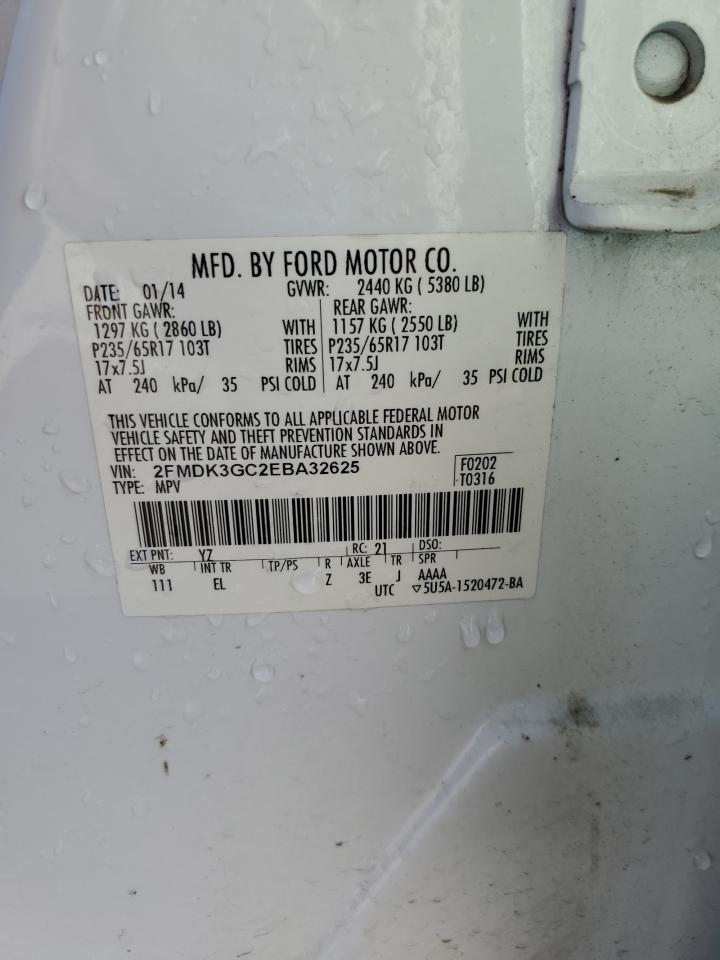 MFD. BY FORD MOTOR CO.
DATE: 01/14 GVWR: 2440 KG ( 5380 LB)
FRONT GAWR: REAR GAWR:
1297 KG ( 2860 LB) WITH 1157 KG ( 2550 LB) WITH
P235/65R17 103T TIRES P235/65R17 103T TIRES
17x7.5J RIMS 17x7.5J RIMS
AT 240 kPa/ 35 PSI COLD AT 240 kPa/ 35 PSI COLD
THIS VEHICLE CONFORMS TO ALL APPLICABLE FEDERAL MOTOR
VEHICLE SAFETY AND THEFT PREVENTION STANDARDS IN
EFFECT ON THE DATE OF MANUFACTURE SHOWN ABOVE.
VIN: 2FMDK3GC2EBA32625 F0202
TYPE: MPV T0316
EXT PNT: YZ RC: 21 DSO:
WB INT TR TP/PS R AXLE TR SPR
111 EL Z 3E J AAAA
UTC ▽5U5A-1520472-BA